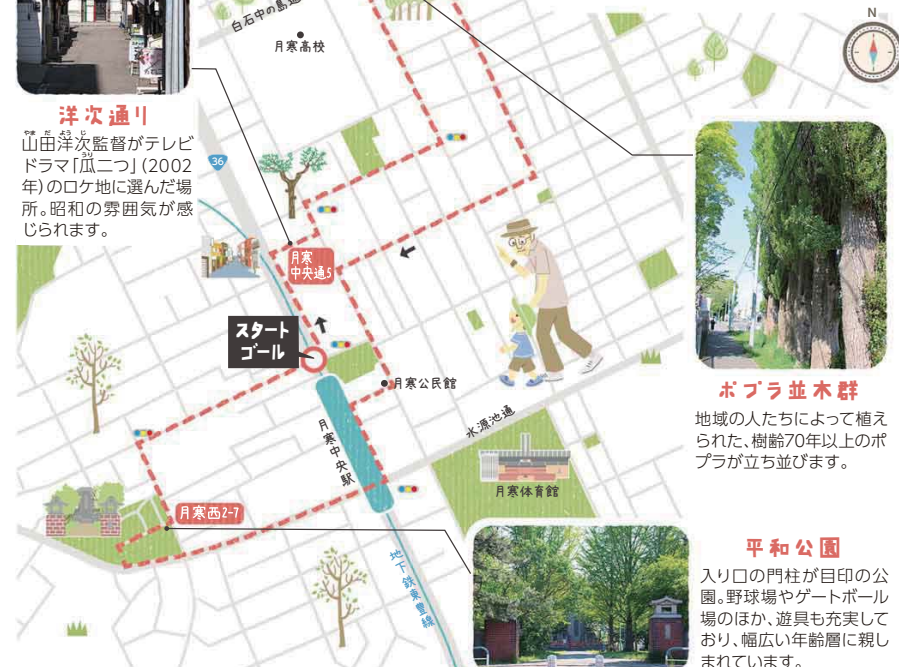 N
白石中の島通
月寒高校
洋次通り
やまだようじ
山田洋次監督がテレビ
うり
ドラマ「瓜二つ」(2002
年)のロケ地に選んだ場
所。昭和の雰囲気が感
じられます。
36
月寒
中央通5
スタート
ゴール
月寒公民館
ポプラ並木群
地域の人たちによって植え
られた、樹齢70年以上のポ
プラが立ち並びます。
水源池通
月寒中央駅
月寒体育館
月寒西2-7
地下鉄東豊線
平和公園
入り口の門柱が目印の公
園。野球場やゲートボール
場のほか、遊具も充実して
おり、幅広い年齢層に親し
まれています。